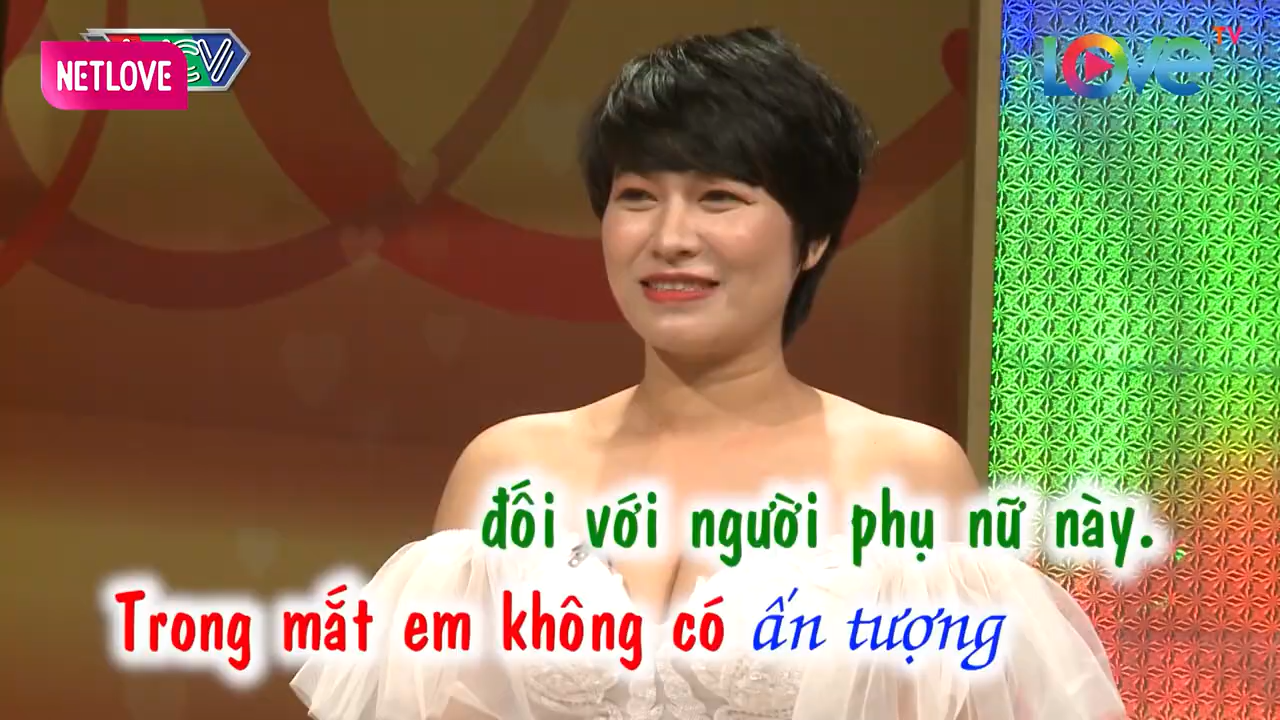 NETLOVE
LOVE TV
đối với người phụ nữ này.
Trong mắt em không có ấn tượng